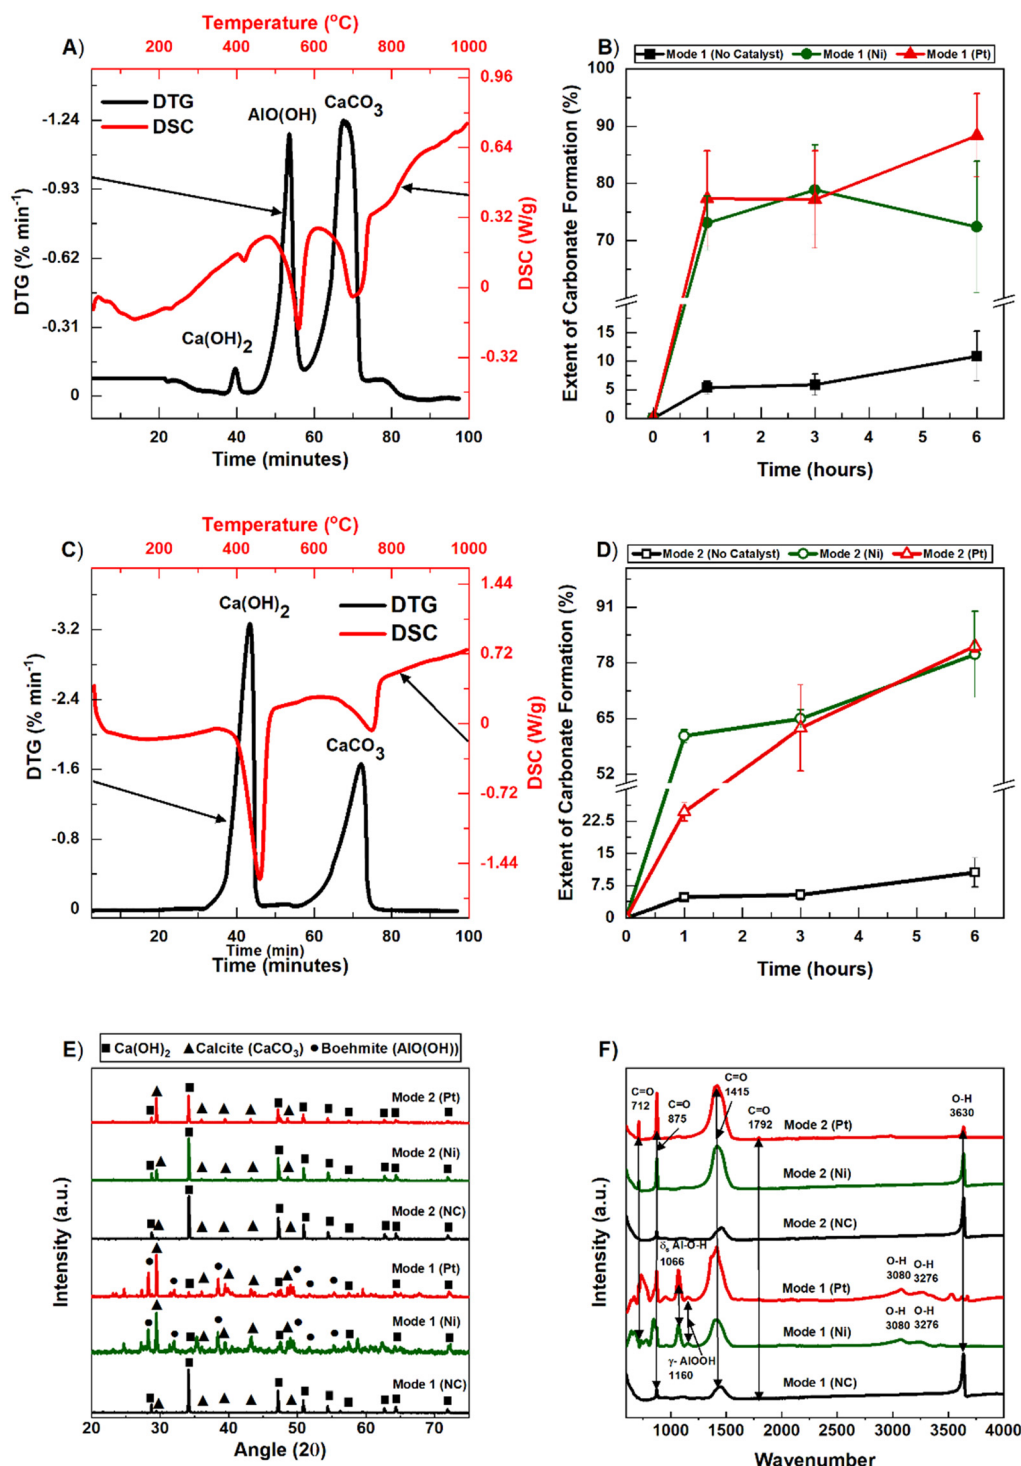 A)
Temperature (°C)
200 400 600 800 1000
DTG
DSC
AlO(OH)
CaCO3
Ca(OH)2
-1.24
-0.93
-0.62
-0.31
0
DTG (% min-1)
0.96
0.64
0.32
0
-0.32
DSC (W/g)
20 40 60 80 100
Time (minutes)
B)
Mode 1 (No Catalyst) Mode 1 (Ni) Mode 1 (Pt)
100
90
80
70
15
10
5
0
Extent of Carbonate Formation (%)
0 1 2 3 4 5 6
Time (hours)
C)
Temperature (°C)
200 400 600 800 1000
Ca(OH)2
DTG
DSC
CaCO3
-3.2
-2.4
-1.6
-0.8
0
DTG (% min-1)
1.44
0.72
0
-0.72
-1.44
DSC (W/g)
20 40 60 80 100
Time (min)
Time (minutes)
D)
Mode 2 (No Catalyst) Mode 2 (Ni) Mode 2 (Pt)
91
78
65
52
22.5
15
7.5
0
Extent of Carbonate Formation (%)
0 1 2 3 4 5 6
Time (hours)
E)
Ca(OH)2 Calcite (CaCO3) Boehmite (AlO(OH))
Mode 2 (Pt)
Mode 2 (Ni)
Mode 2 (NC)
Mode 1 (Pt)
Mode 1 (Ni)
Mode 1 (NC)
Intensity (a.u.)
20 30 40 50 60 70
Angle (2θ)
F)
C=O
712
C=O
875
C=O
1415
C=O
1792
O-H
3630
Mode 2 (Pt)
Mode 2 (Ni)
Mode 2 (NC)
δs Al-O-H
1066
Mode 1 (Pt)
O-H
3080
O-H
3276
Mode 1 (Ni)
O-H
3080
O-H
3276
γ- AlOOH
1160
Mode 1 (NC)
Intensity (a.u.)
1000 1500 2000 2500 3000 3500 4000
Wavenumber